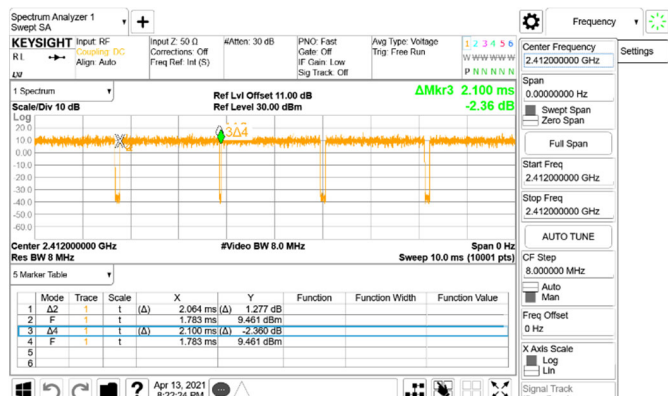 Spectrum Analyzer 1
Swept SA
Frequency
KEYSIGHT Input: RF Input Z: 50 Ω #Atten: 30 dB PNO: Fast Avg Type: Voltage 1 2 3 4 5 6
RL Coupling: DC Corrections: Off Gate: Off Trig: Free Run
Align: Auto Freq Ref: Int (S) IF Gain: Low W W W W W W
Sig Track: Off P N N N N N
LXI
Center Frequency
2.412000000 GHz
Settings
1 Spectrum
Scale/Div 10 dB
Ref Lvl Offset 11.00 dB
Ref Level 30.00 dBm
ΔMkr3 2.100 ms
-2.36 dB
Span
0.00000000 Hz
Swept Span
Zero Span
Log
20.0
10.0
0.00
-10.0
-20.0
-30.0
-40.0
-50.0
-60.0
3Δ4
Full Span
Start Freq
2.412000000 GHz
Stop Freq
2.412000000 GHz
AUTO TUNE
Center 2.412000000 GHz #Video BW 8.0 MHz Span 0 Hz
Res BW 8 MHz Sweep 10.0 ms (10001 pts)
CF Step
8.000000 MHz
Auto
Man
Freq Offset
0 Hz
X Axis Scale
Log
Lin
Signal Track
5 Marker Table
Mode Trace Scale X Y Function Function Width Function Value
1 Δ2 1 t (Δ) 2.064 ms (Δ) 1.277 dB
2 F 1 t 1.783 ms 9.461 dBm
3 Δ4 1 t (Δ) 2.100 ms (Δ) -2.360 dB
4 F 1 t 1.783 ms 9.461 dBm
5
6
? Apr 13, 2021
8:22:24 PM